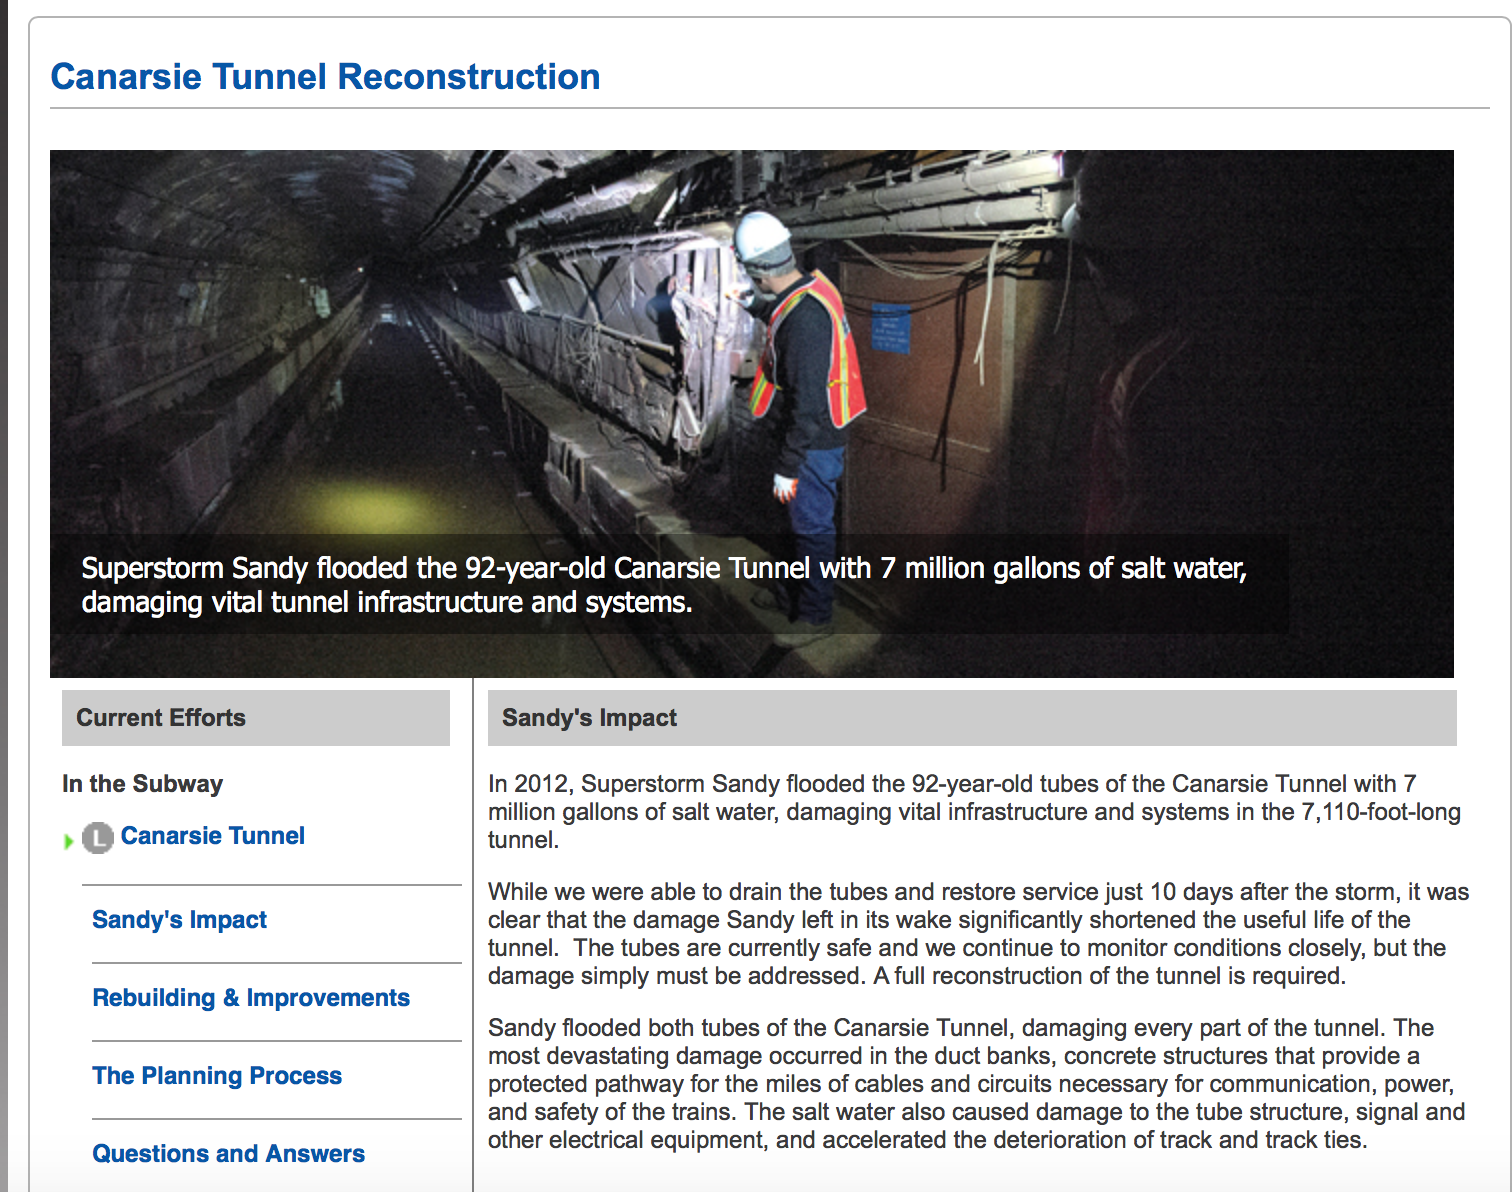 Canarsie Tunnel Reconstruction
Superstorm Sandy flooded the 92-year-old Canarsie Tunnel with 7 million gallons of salt water,
damaging vital tunnel infrastructure and systems.
Current Efforts
In the Subway
L Canarsie Tunnel
Sandy's Impact
Rebuilding & Improvements
The Planning Process
Questions and Answers
Sandy's Impact
In 2012, Superstorm Sandy flooded the 92-year-old tubes of the Canarsie Tunnel with 7
million gallons of salt water, damaging vital infrastructure and systems in the 7,110-foot-long
tunnel.
While we were able to drain the tubes and restore service just 10 days after the storm, it was
clear that the damage Sandy left in its wake significantly shortened the useful life of the
tunnel.  The tubes are currently safe and we continue to monitor conditions closely, but the
damage simply must be addressed. A full reconstruction of the tunnel is required.
Sandy flooded both tubes of the Canarsie Tunnel, damaging every part of the tunnel. The
most devastating damage occurred in the duct banks, concrete structures that provide a
protected pathway for the miles of cables and circuits necessary for communication, power,
and safety of the trains. The salt water also caused damage to the tube structure, signal and
other electrical equipment, and accelerated the deterioration of track and track ties.